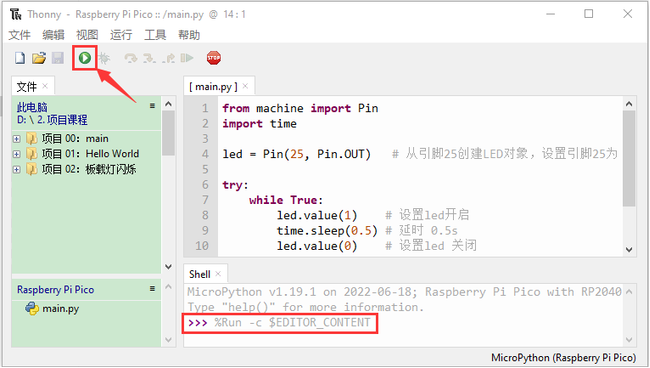 Thonny - Raspberry Pi Pico :: /main.py @ 14 : 1
文件 编辑 视图 运行 工具 帮助
STOP
文件
此电脑
D: \ 2. 项目课程
项目 00：main
项目 01：Hello World
项目 02：板载灯闪烁
Raspberry Pi Pico
main.py
[ main.py ]
1 from machine import Pin
2 import time
3
4 led = Pin(25, Pin.OUT) # 从引脚25创建LED对象，设置引脚25为
5
6 try:
7 while True:
8 led.value(1) # 设置led开启
9 time.sleep(0.5) # 延时 0.5s
10 led.value(0) # 设置led 关闭
Shell
MicroPython v1.19.1 on 2022-06-18; Raspberry Pi Pico with RP2040
Type "help()" for more information.
>>> %Run -c $EDITOR_CONTENT
MicroPython (Raspberry Pi Pico)